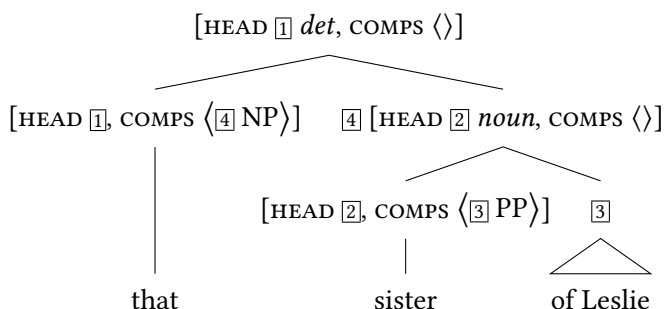 [HEAD 1 det, COMPS ⟨⟩]
[HEAD 1, COMPS ⟨4 NP⟩] 4 [HEAD 2 noun, COMPS ⟨⟩]
[HEAD 2, COMPS ⟨3 PP⟩] 3
that sister of Leslie